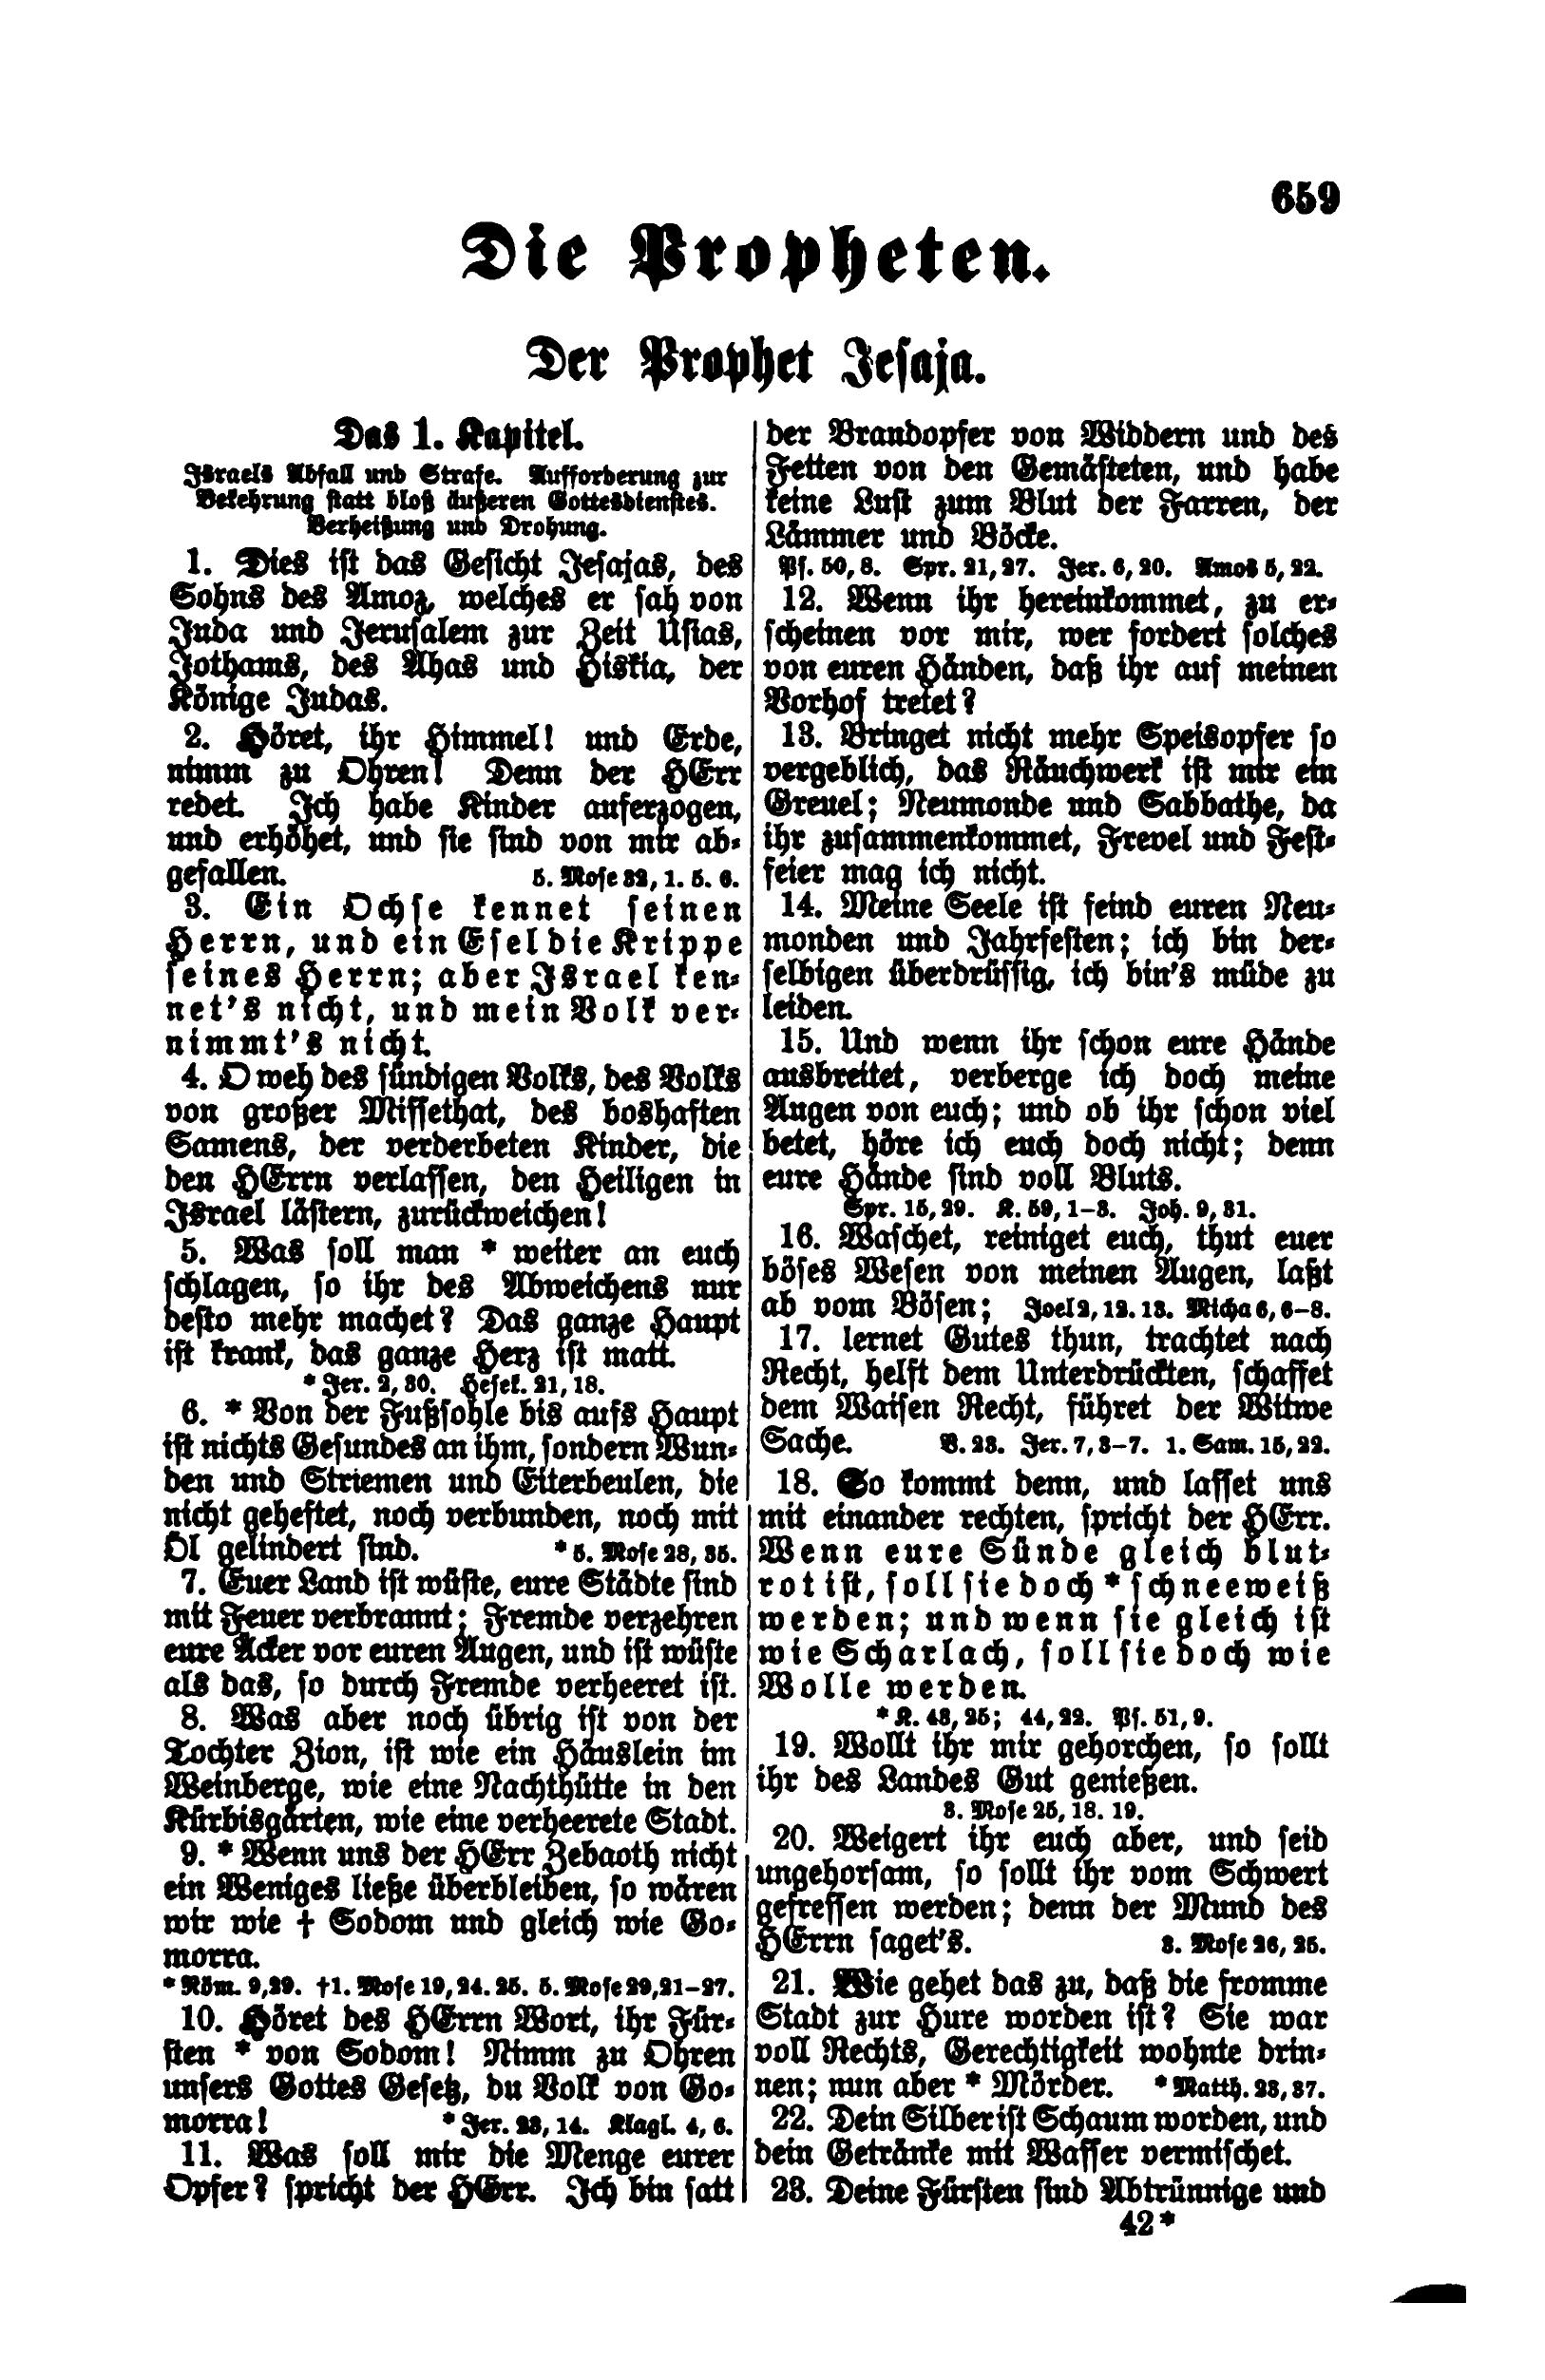 659
Die Propheten.
Der Prophet Jesaja.
Das 1. Kapitel.
Israels Abfall und Strafe. Aufforderung zur
Bekehrung statt bloß äußeren Gottesdienstes.
Verheißung und Drohung.
1. Dies ist das Gesicht Jesajas, des
Sohns des Amoz, welches er sah von
Juda und Jerusalem zur Zeit Usias,
Jothams, des Ahas und Hiskia, der
Könige Judas.
2. Höret, ihr Himmel! und Erde,
nimm zu Ohren! Denn der HErr
redet. Ich habe Kinder auferzogen,
und erhöhet, und sie sind von mir ab-
gefallen. 5. Mose 32, 1. 5. 6.
3. Ein Ochse kennet seinen
Herrn, und ein Esel die Krippe
seines Herrn; aber Israel ken-
net's nicht, und mein Volk ver-
nimmt's nicht.
4. O weh des sündigen Volks, des Volks
von großer Missethat, des boshaften
Samens, der verderbeten Kinder, die
den HErrn verlassen, den Heiligen in
Israel lästern, zurückweichen!
5. Was soll man * weiter an euch
schlagen, so ihr des Abweichens nur
desto mehr machet? Das ganze Haupt
ist krank, das ganze Herz ist matt.
* Jer. 2, 30. Hesek. 21, 18.
6. * Von der Fußsohle bis aufs Haupt
ist nichts Gesundes an ihm, sondern Wun-
den und Striemen und Eiterbeulen, die
nicht geheftet, noch verbunden, noch mit
Öl gelindert sind. * 5. Mose 28, 35.
7. Euer Land ist wüste, eure Städte sind
mit Feuer verbrannt; Fremde verzehren
eure Äcker vor euren Augen, und ist wüste
als das, so durch Fremde verheeret ist.
8. Was aber noch übrig ist von der
Tochter Zion, ist wie ein Häuslein im
Weinberge, wie eine Nachthütte in den
Kürbisgärten, wie eine verheerete Stadt.
9. * Wenn uns der HErr Zebaoth nicht
ein Weniges ließe überbleiben, so wären
wir wie † Sodom und gleich wie Go-
morra.
* Röm. 9, 29. †1. Mose 19, 24. 25. 5. Mose 29, 21-27.
10. Höret des HErrn Wort, ihr Für-
sten * von Sodom! Nimm zu Ohren
unsers Gottes Gesetz, du Volk von Go-
morra! * Jer. 23, 14. Klagl. 4, 6.
11. Was soll mir die Menge eurer
Opfer? spricht der HErr. Ich bin satt
der Brandopfer von Widdern und des
Fetten von den Gemästeten, und habe
keine Lust zum Blut der Farren, der
Lämmer und Böcke.
Ps. 50, 8. Spr. 21, 27. Jer. 6, 20. Amos 5, 22.
12. Wenn ihr hereinkommet, zu er-
scheinen vor mir, wer fordert solches
von euren Händen, daß ihr auf meinen
Vorhof tretet?
13. Bringet nicht mehr Speisopfer so
vergeblich, das Räuchwerk ist mir ein
Greuel; Neumonde und Sabbathe, da
ihr zusammenkommet, Frevel und Fest-
feier mag ich nicht.
14. Meine Seele ist feind euren Neu-
monden und Jahrfesten; ich bin der-
selbigen überdrüssig, ich bin's müde zu
leiden.
15. Und wenn ihr schon eure Hände
ausbreitet, verberge ich doch meine
Augen von euch; und ob ihr schon viel
betet, höre ich euch doch nicht; denn
eure Hände sind voll Bluts.
Spr. 15, 29. K. 59, 1-3. Joh. 9, 31.
16. Waschet, reiniget euch, thut euer
böses Wesen von meinen Augen, laßt
ab vom Bösen; Joel 2, 12. 13. Micha 6, 6-8.
17. lernet Gutes thun, trachtet nach
Recht, helft dem Unterdrückten, schaffet
dem Waisen Recht, führet der Witwe
Sache. V. 23. Jer. 7, 3-7. 1. Sam. 15, 22.
18. So kommt denn, und lasset uns
mit einander rechten, spricht der HErr.
Wenn eure Sünde gleich blut-
rot ist, soll sie doch * schneeweiß
werden; und wenn sie gleich ist
wie Scharlach, soll sie doch wie
Wolle werden.
* K. 43, 25; 44, 22. Ps. 51, 9.
19. Wollt ihr mir gehorchen, so sollt
ihr des Landes Gut genießen.
3. Mose 25, 18. 19.
20. Weigert ihr euch aber, und seid
ungehorsam, so sollt ihr vom Schwert
gefressen werden; denn der Mund des
HErrn saget's. 3. Mose 26, 25.
21. Wie gehet das zu, daß die fromme
Stadt zur Hure worden ist? Sie war
voll Rechts, Gerechtigkeit wohnte drin-
nen; nun aber * Mörder. * Matth. 23, 37.
22. Dein Silber ist Schaum worden, und
dein Getränke mit Wasser vermischet.
23. Deine Fürsten sind Abtrünnige und
42*